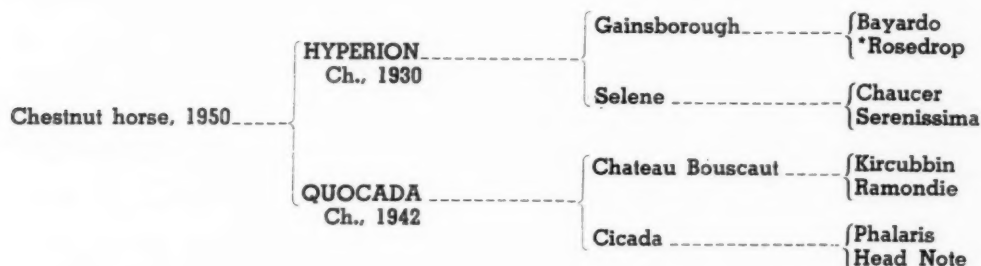 Gainsborough
Bayardo
*Rosedrop
HYPERION
Ch., 1930
Selene
Chaucer
Serenissima
Chestnut horse, 1950
Chateau Bouscaut
Kircubbin
Ramondie
QUOCADA
Ch., 1942
Cicada
Phalaris
Head Note